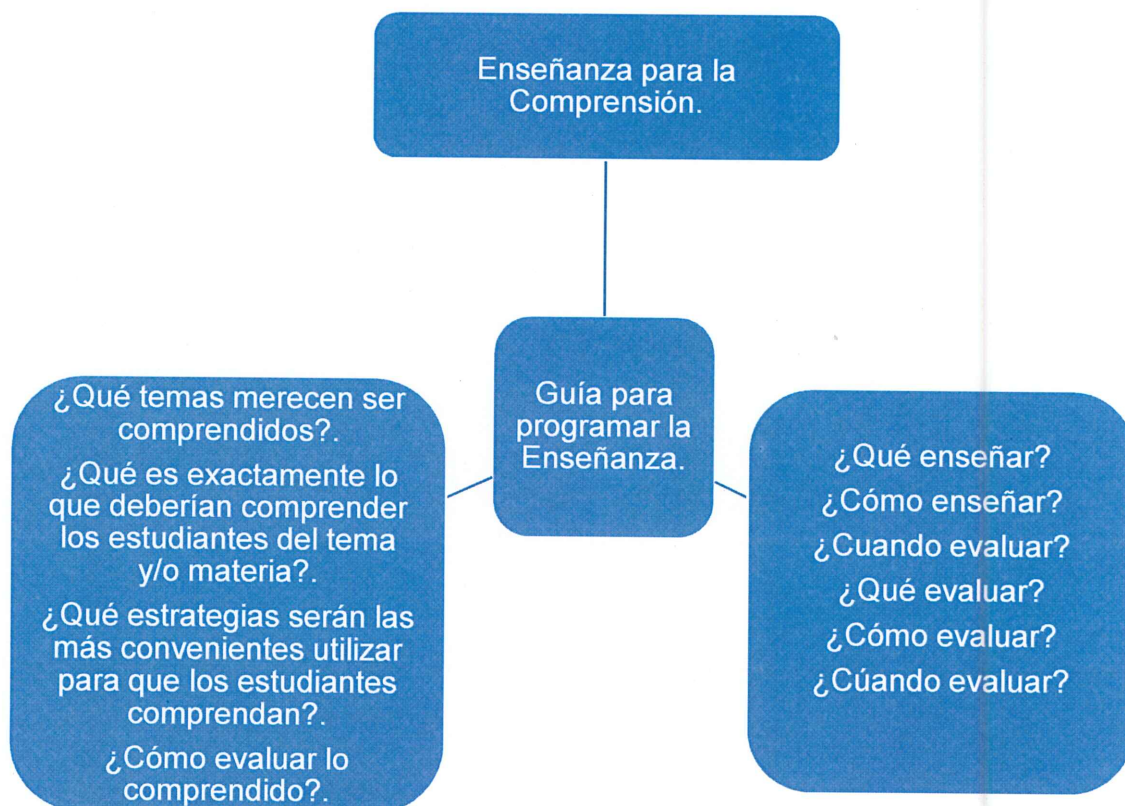 Enseñanza para la
Comprensión.
Guía para
programar la
Enseñanza.
¿Qué temas merecen ser
comprendidos?.
¿Qué es exactamente lo
que deberían comprender
los estudiantes del tema
y/o materia?.
¿Qué estrategias serán las
más convenientes utilizar
para que los estudiantes
comprendan?.
¿Cómo evaluar lo
comprendido?.
¿Qué enseñar?
¿Cómo enseñar?
¿Cuando evaluar?
¿Qué evaluar?
¿Cómo evaluar?
¿Cúando evaluar?